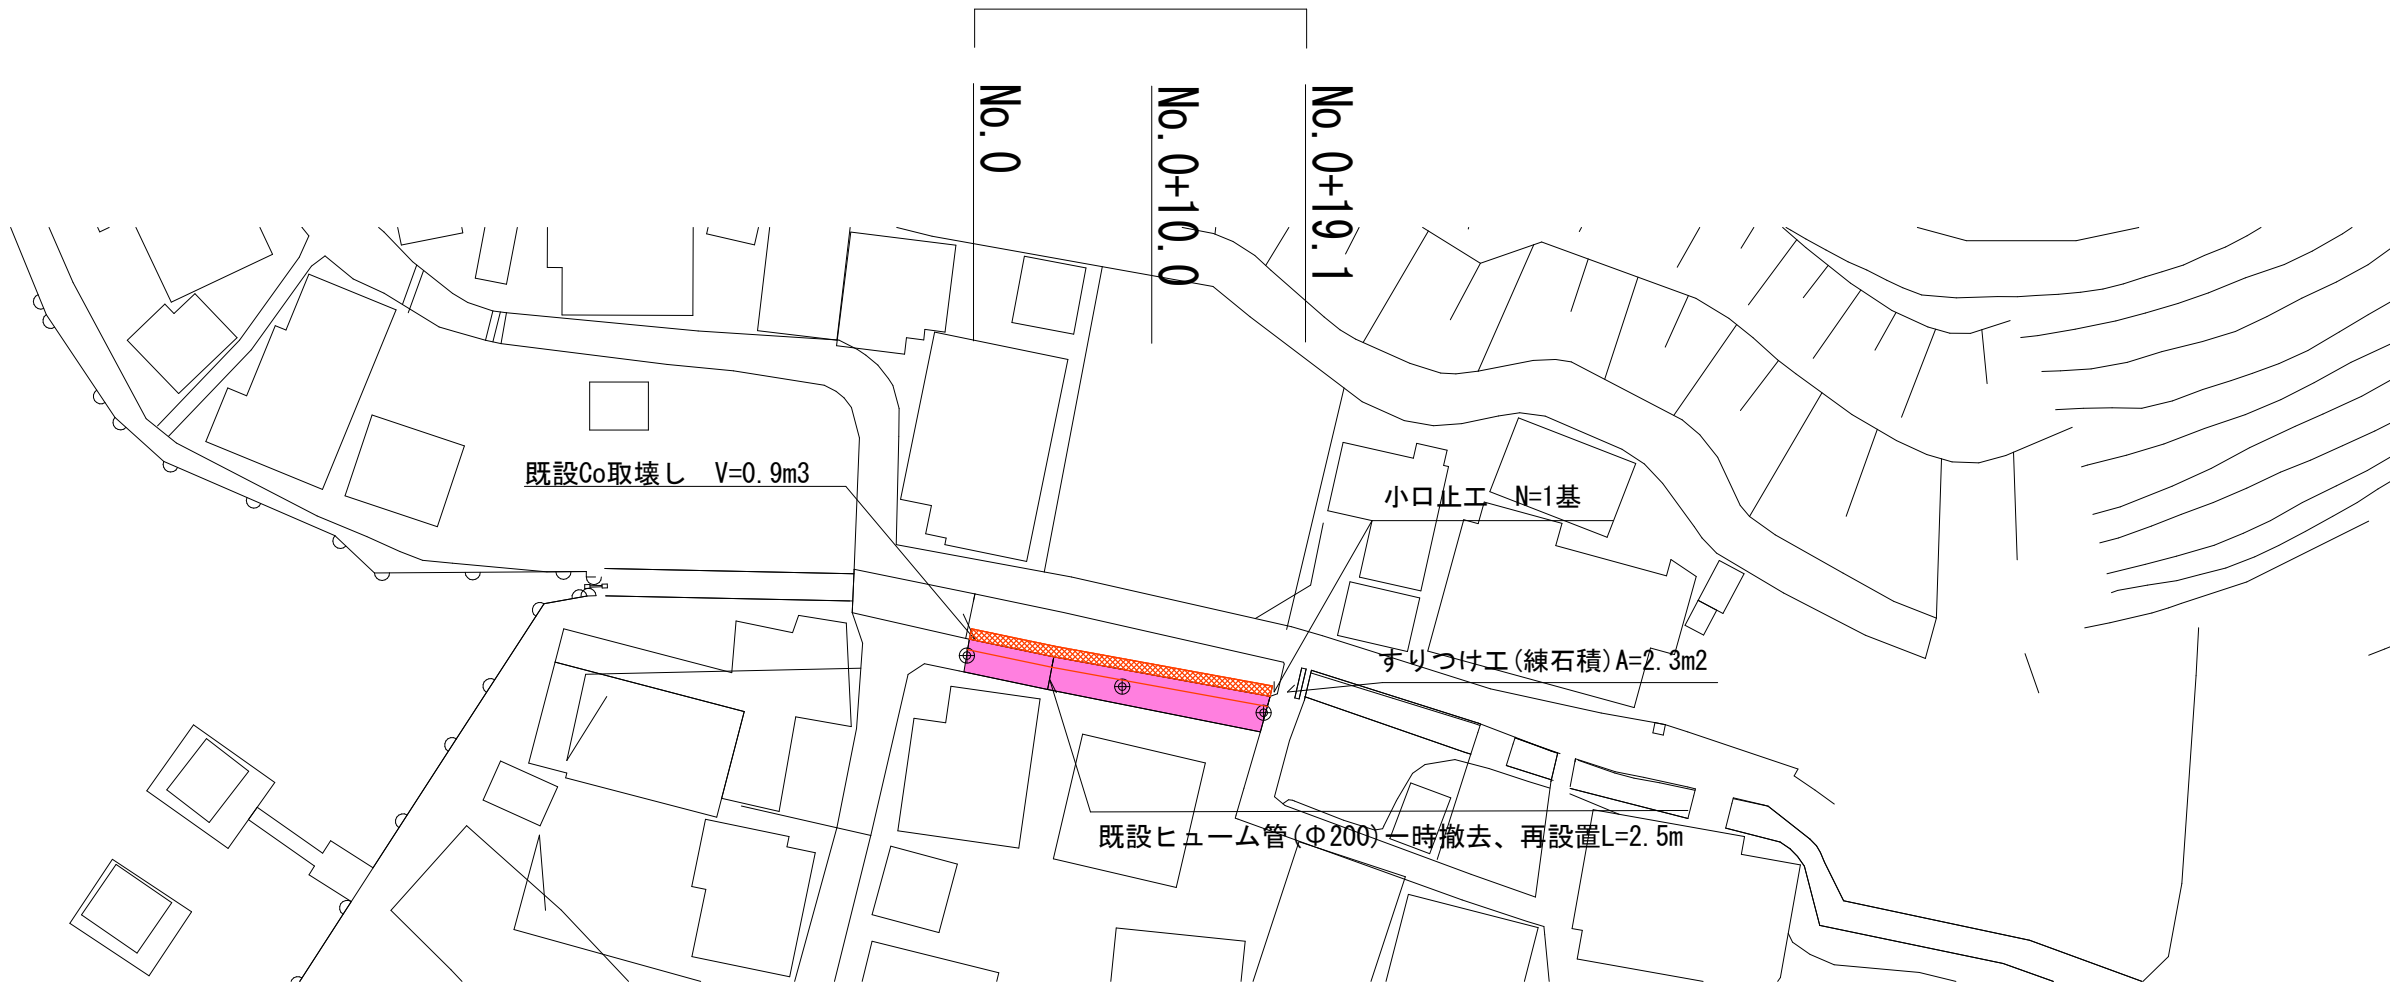 No. 0
No. 0+10.0
No. 0+19.1
既設Co取壊し　V=0.9m3
小口止工　N=1基
すりつけ工(練石積)A=2.3m2
既設ヒューム管(Φ200)一時撤去、再設置L=2.5m